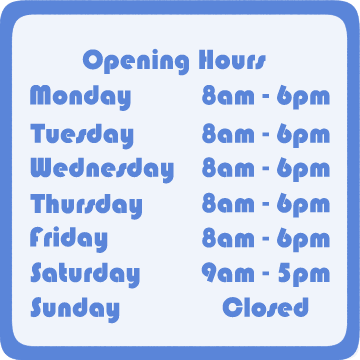 Opening Hours
Monday 8am - 6pm
Tuesday 8am - 6pm
Wednesday 8am - 6pm
Thursday 8am - 6pm
Friday 8am - 6pm
Saturday 9am - 5pm
Sunday Closed